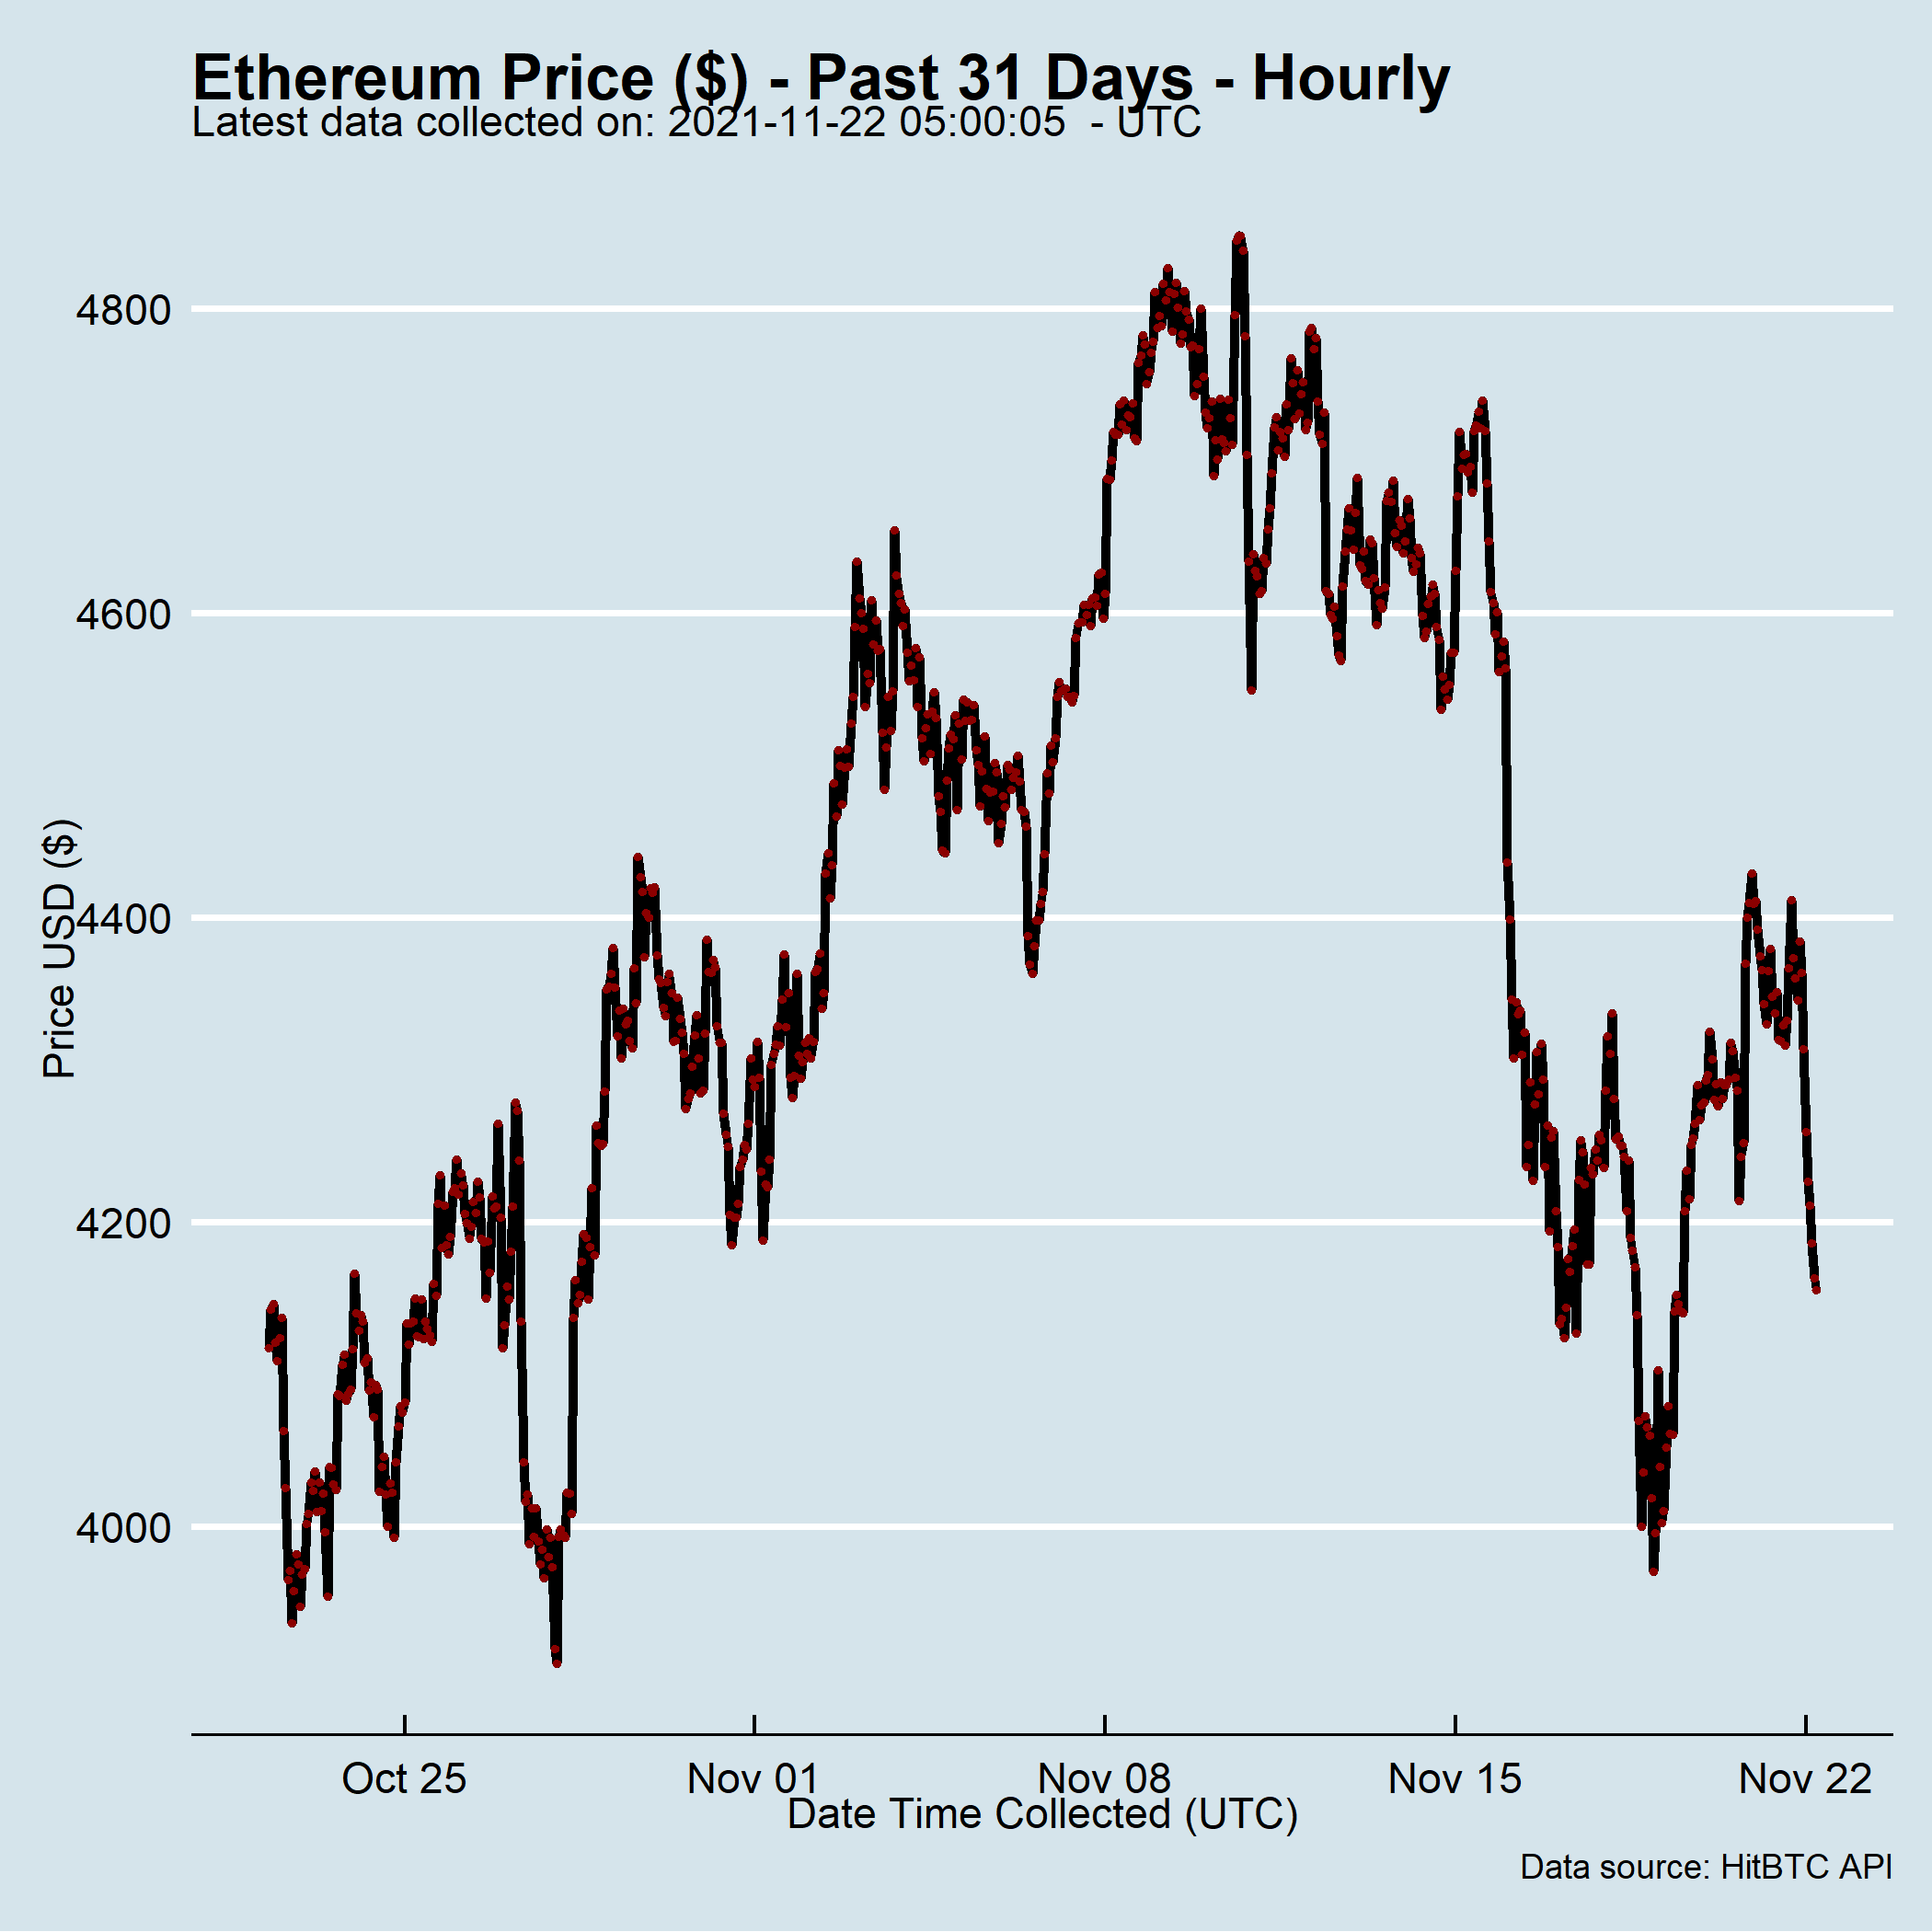 Ethereum Price ($) - Past 31 Days - Hourly
Latest data collected on: 2021-11-22 05:00:05  - UTC
4800
4600
4400
4200
4000
Price USD ($)
Oct 25
Nov 01
Nov 08
Nov 15
Nov 22
Date Time Collected (UTC)
Data source: HitBTC API